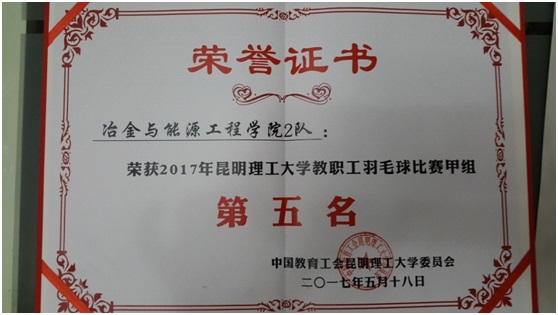 荣誉证书
冶金与能源工程学院2队：
荣获2017年昆明理工大学教职工羽毛球比赛甲组
第五名
中国教育工会昆明理工大学委员会
二〇一七年五月十八日